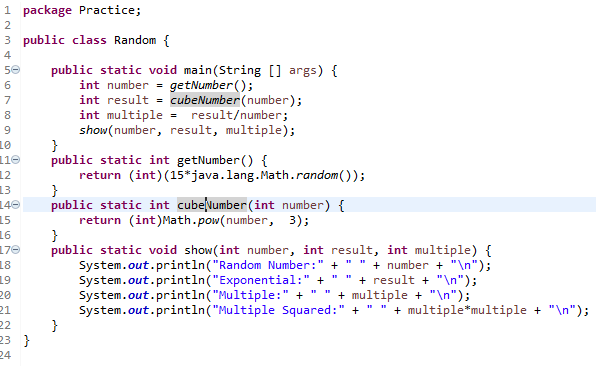 1 package Practice;
2
3 public class Random {
4
5 public static void main(String [] args) {
6 int number = getNumber();
7 int result = cubeNumber(number);
8 int multiple =  result/number;
9 show(number, result, multiple);
10 }
11 public static int getNumber() {
12 return (int)(15*java.lang.Math.random());
13 }
14 public static int cubeNumber(int number) {
15 return (int)Math.pow(number,  3);
16 }
17 public static void show(int number, int result, int multiple) {
18 System.out.println("Random Number:" + " " + number + "\n");
19 System.out.println("Exponential:" + " " + result + "\n");
20 System.out.println("Multiple:" + " " + multiple + "\n");
21 System.out.println("Multiple Squared:" + " " + multiple*multiple + "\n");
22 }
23 }
24